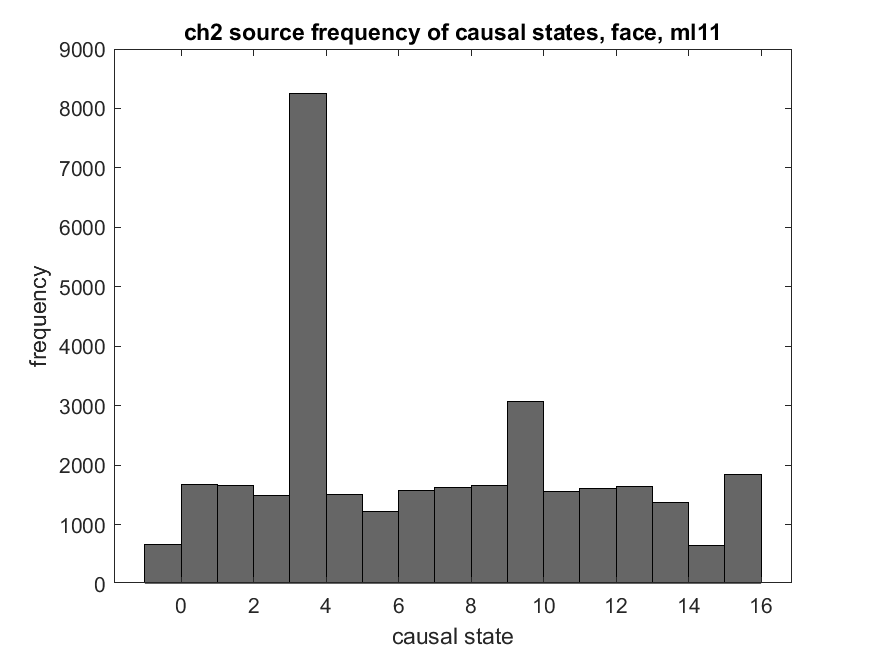 ch2 source frequency of causal states, face, ml11
9000
8000
7000
6000
5000
4000
3000
2000
1000
0
frequency
0 2 4 6 8 10 12 14 16
causal state